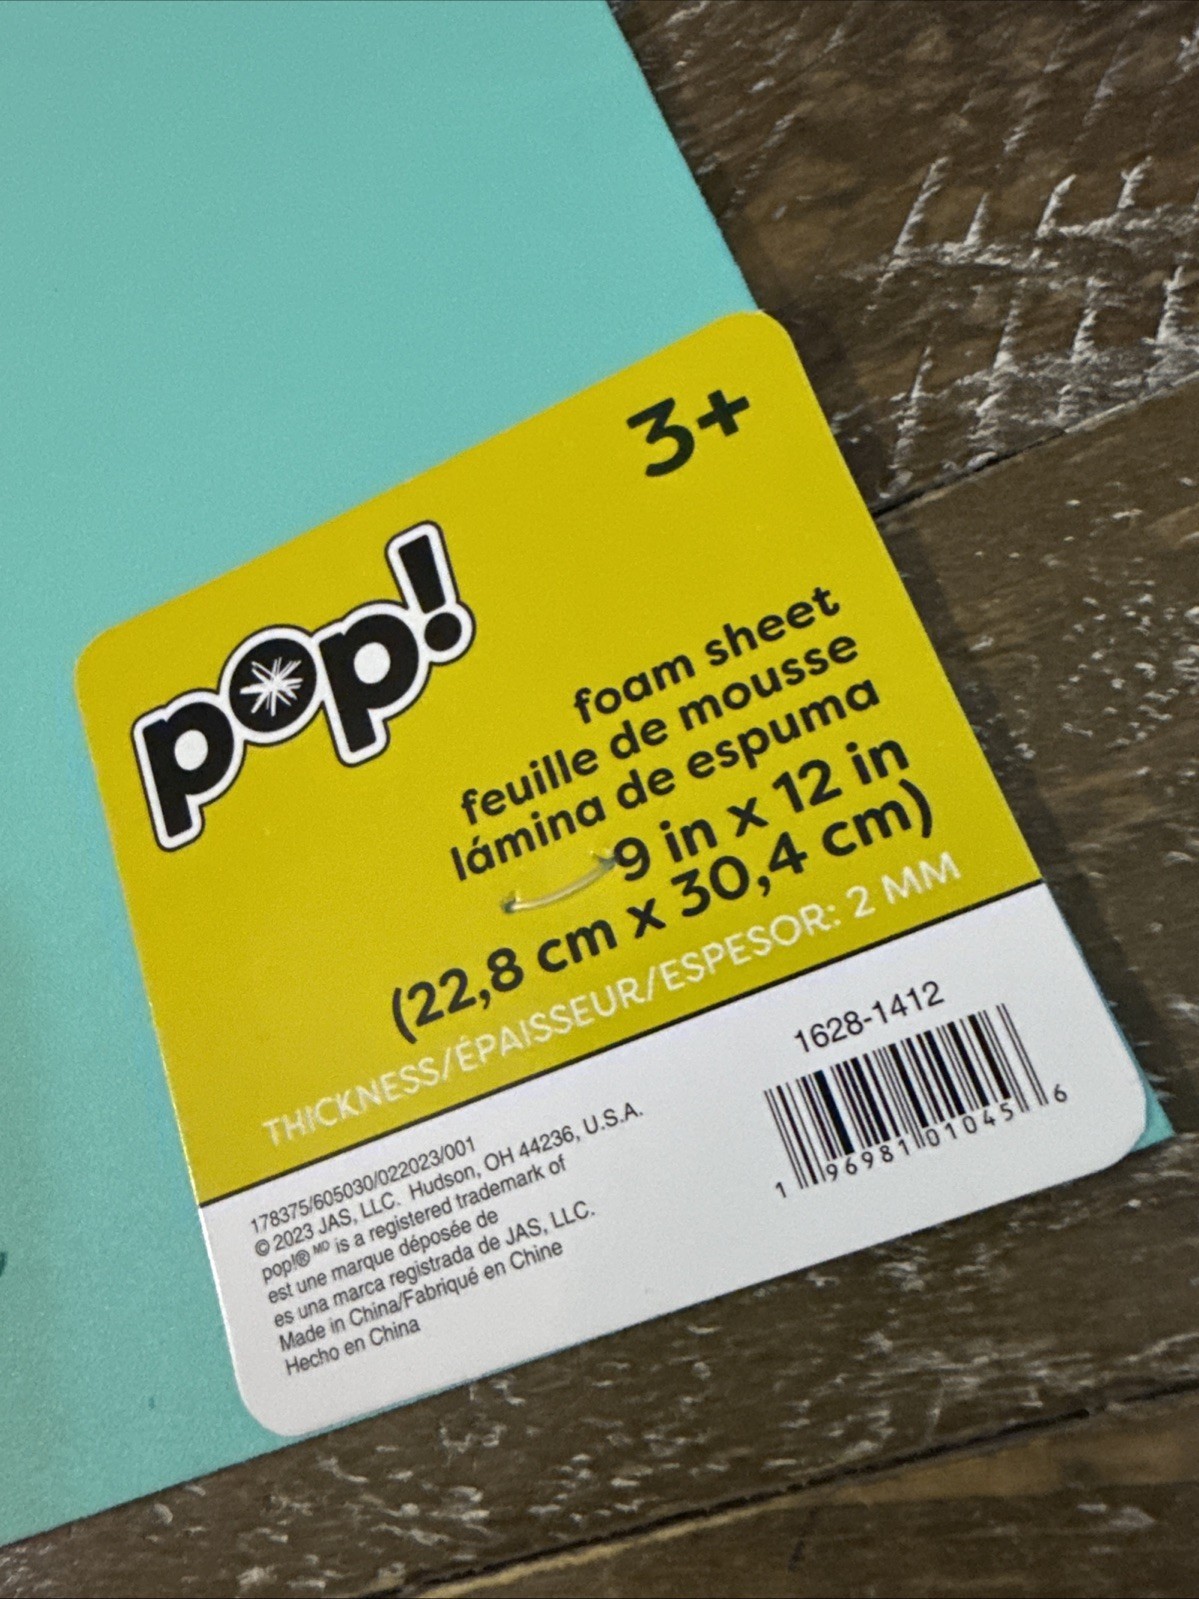 3+
pop!
foam sheet
feuille de mousse
lámina de espuma
9 in x 12 in
(22,8 cm x 30,4 cm)
THICKNESS/ÉPAISSEUR/ESPESOR: 2 MM
1628-1412
1 96981 01045 6
178375/605030/022023/001
© 2023 JAS, LLC. Hudson, OH 44236, U.S.A.
pop!® MD is a registered trademark of
est une marque déposée de
es una marca registrada de JAS, LLC.
Made in China/Fabriqué en Chine
Hecho en China